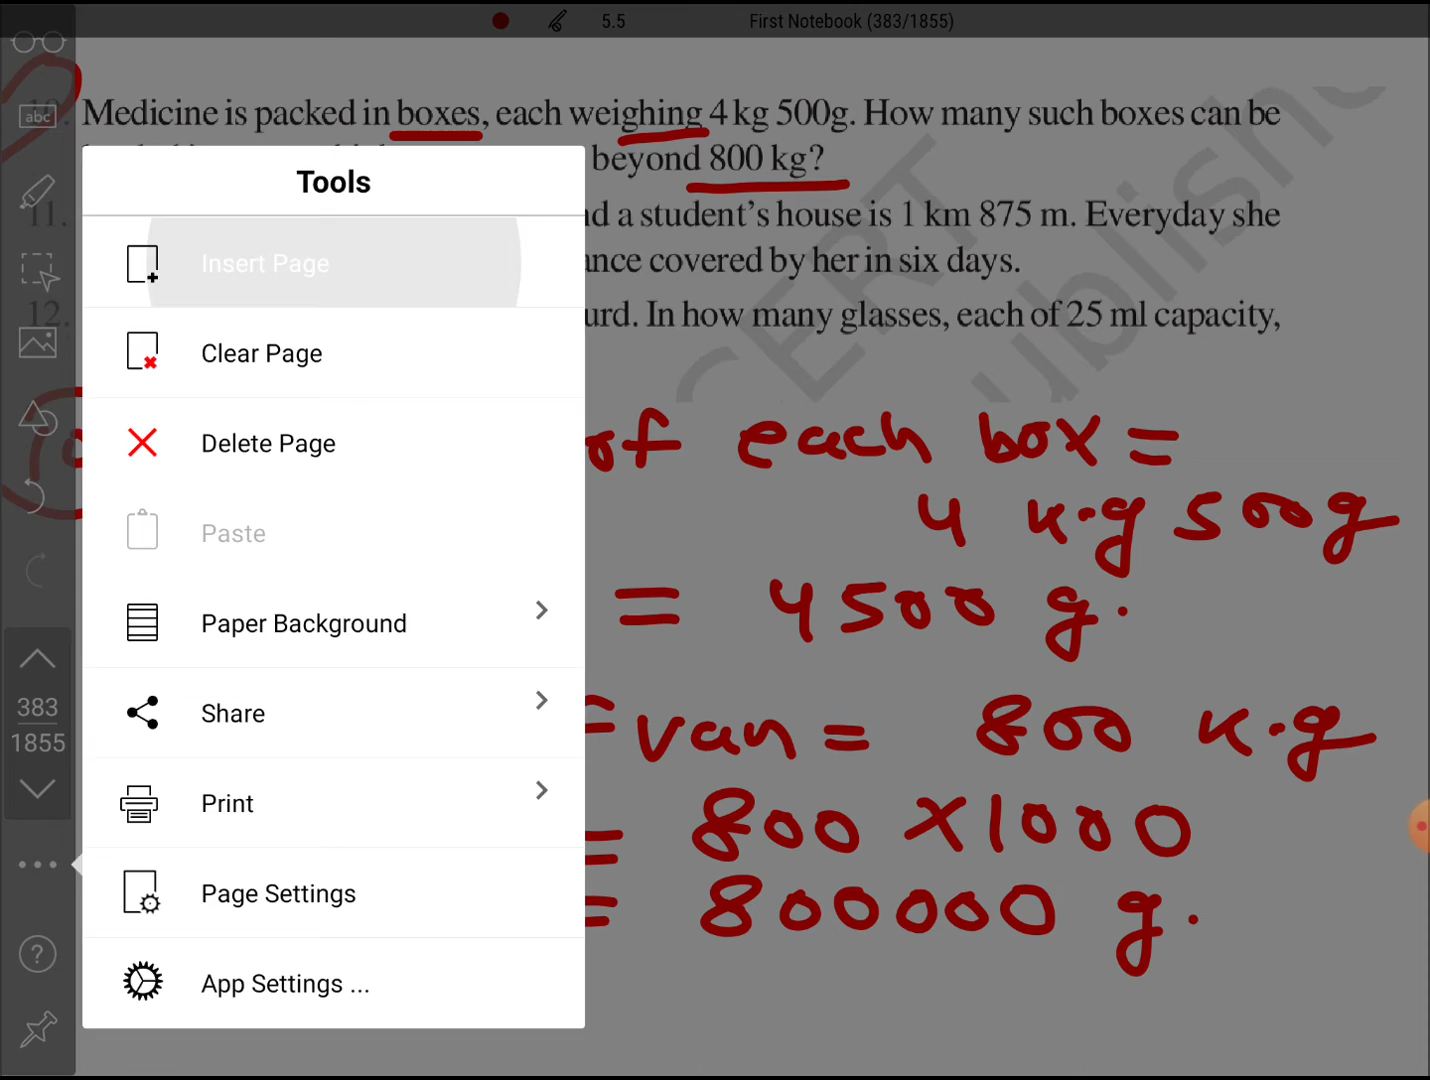 5.5 First Notebook (383/1855)
10. Medicine is packed in boxes, each weighing 4 kg 500g. How many such boxes can be
beyond 800 kg?
11. a student's house is 1 km 875 m. Everyday she
covered by her in six days.
12. In how many glasses, each of 25 ml capacity,
abc
Tools
Insert Page
Clear Page
Delete Page
Paste
Paper Background
Share
Print
Page Settings
App Settings ...
383
1855
?
of each box =
4 k.g 500g
= 4500 g.
van = 800 k.g
= 800 × 1000
= 800000 g.